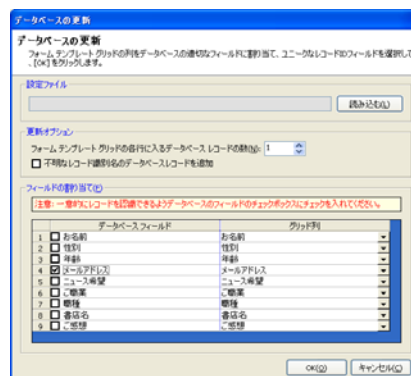 データベースの更新
データベースの更新
フォーム テンプレート グリッドの列をデータベースの適切なフィールドに割り当て、ユニークなレコードIDのフィールドを選択して
、[OK]をクリックします。
設定ファイル
読み込む(L)
更新オプション
フォーム テンプレート グリッドの各行に入るデータベース レコードの数(N): 1
不明なレコード識別名のデータベースレコードを追加
フィールドの割り当て(F)
注意: 一意的にレコードを認識できるようデータベースのフィールドのチェックボックスにチェックを入れてください。
データベースフィールド グリッド列
1 お名前 お名前
2 性別 性別
3 年齢 年齢
4 メールアドレス メールアドレス
5 ニュース希望 ニュース希望
6 ご職業 ご職業
7 職種 職種
8 書店名 書店名
9 ご感想 ご感想
OK(O) キャンセル(C)